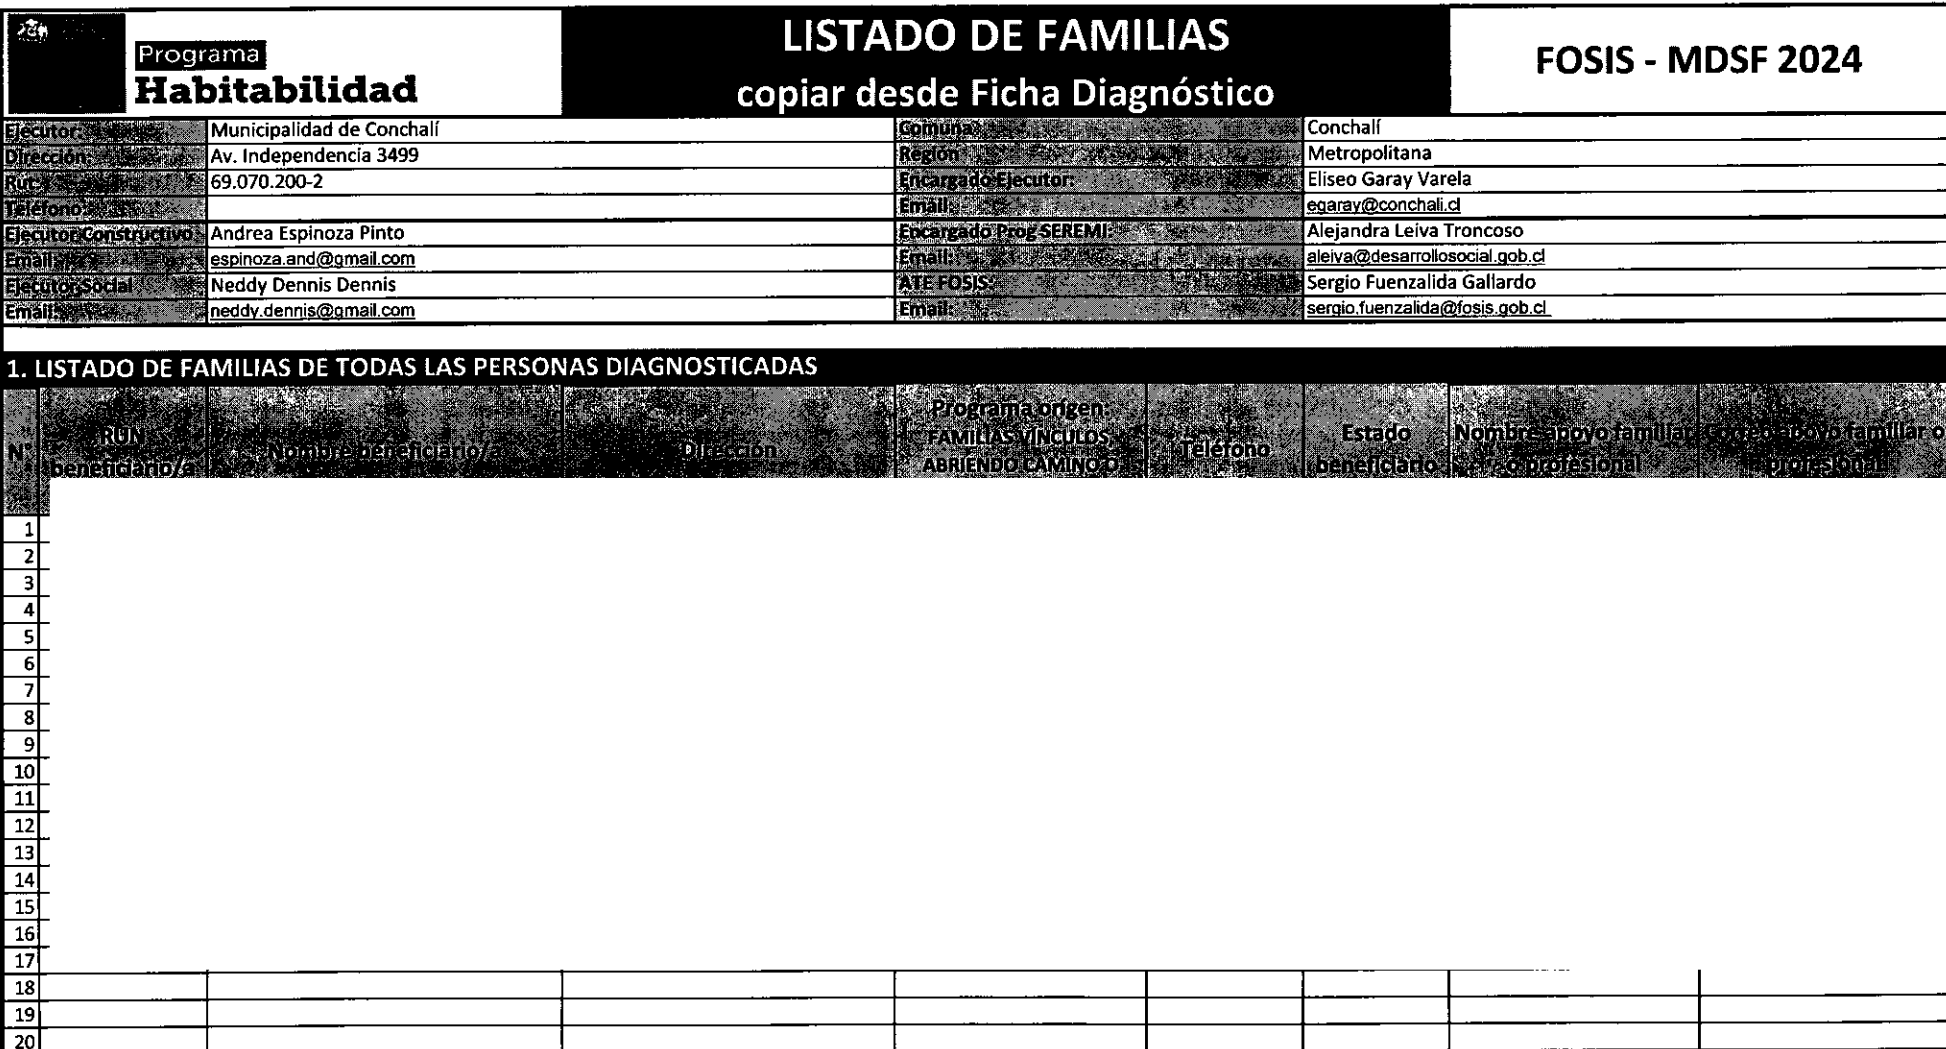 Programa
Habitabilidad
LISTADO DE FAMILIAS
copiar desde Ficha Diagnóstico
FOSIS - MDSF 2024
Ejecutor: Municipalidad de Conchalí Comuna: Conchalí
Dirección: Av. Independencia 3499 Región Metropolitana
Rut: 69.070.200-2 Encargado Ejecutor: Eliseo Garay Varela
Teléfono: Email: egaray@conchali.cl
Ejecutor Constructivo: Andrea Espinoza Pinto Encargado Prog SEREMI: Alejandra Leiva Troncoso
Email: espinoza.and@gmail.com Email: aleiva@desarrollosocial.gob.cl
Ejecutor Social Neddy Dennis Dennis ATE FOSIS: Sergio Fuenzalida Gallardo
Email: neddy.dennis@gmail.com Email: sergio.fuenzalida@fosis.gob.cl
1. LISTADO DE FAMILIAS DE TODAS LAS PERSONAS DIAGNOSTICADAS
N° RUN beneficiario/a Nombre beneficiario/a Dirección Programa origen: FAMILIAS VÍNCULOS, ABRIENDO CAMINO O Teléfono Estado beneficiario Nombre apoyo familiar o profesional Correo apoyo familiar o profesional
1
2
3
4
5
6
7
8
9
10
11
12
13
14
15
16
17
18
19
20